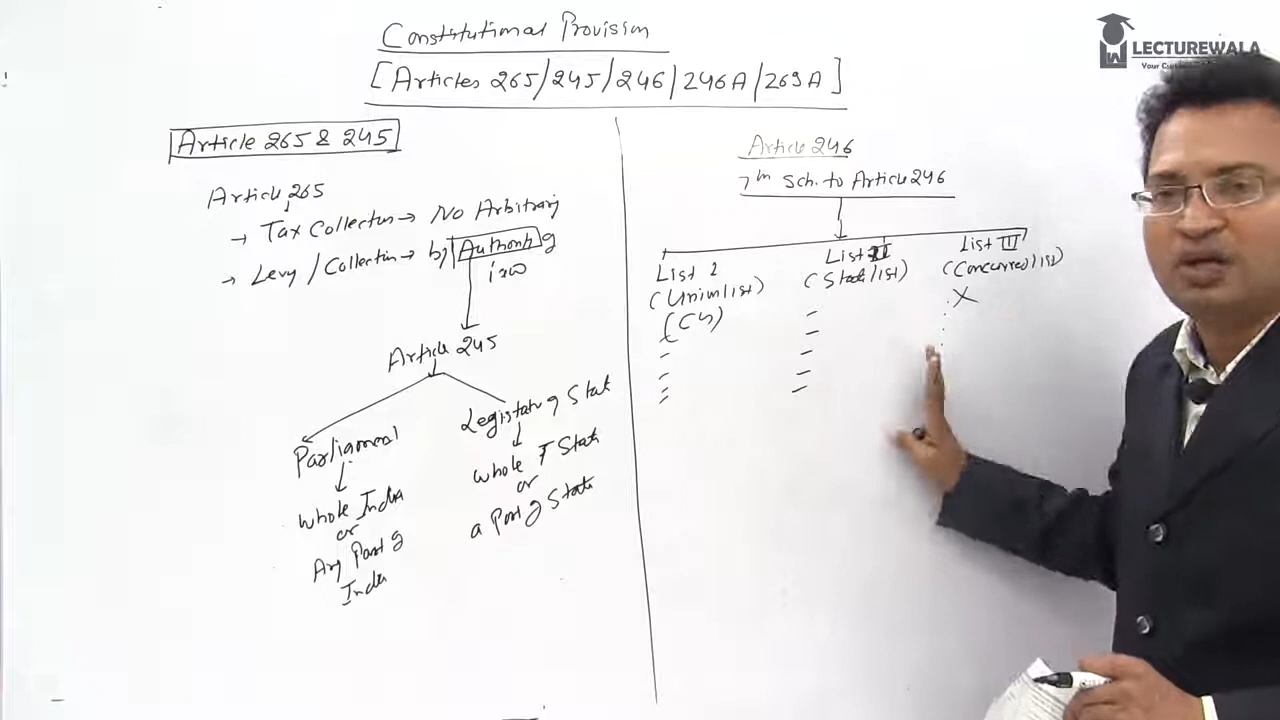 Constitutional Provision
[Articles 265/245/246/246A/269A]
LECTUREWALA
Article 265 & 245
Article 265
→ Tax Collection → No Arbitrary
→ Levy / Collection → by Authority of
law
Article 245
Parliament
whole India
or
Any Part of
India
Legislature of State
whole of State
or
a Part of State
Article 246
7th Sch. to Article 246
List 1
(Union list)
(CG)
List II
(State list)
List III
(Concurred list)
X